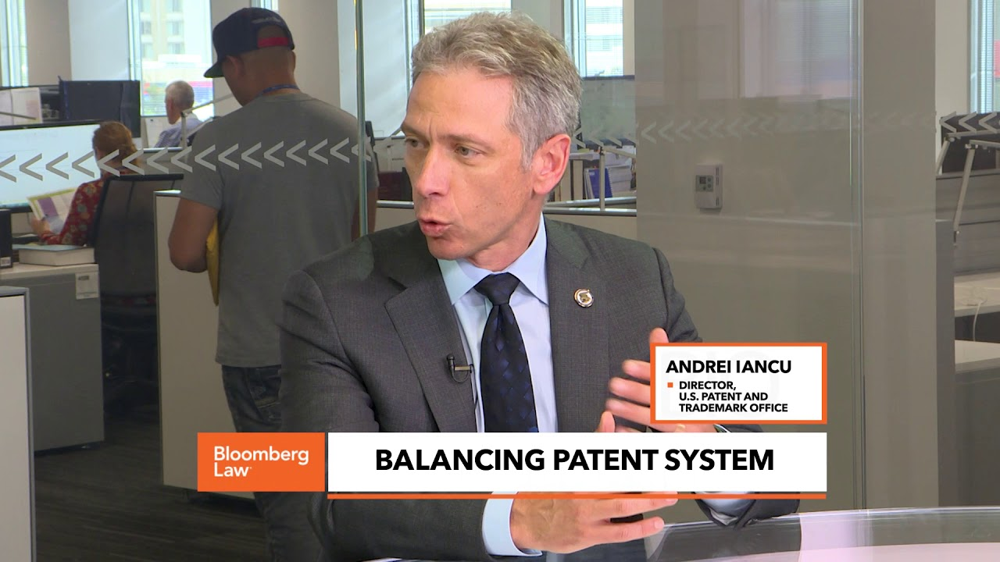 ANDREI IANCU
DIRECTOR,
U.S. PATENT AND
TRADEMARK OFFICE
Bloomberg
Law
BALANCING PATENT SYSTEM